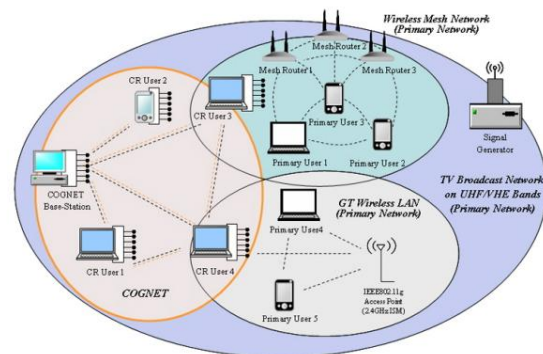 Wireless Mesh Network
(Primary Network)
Mesh Router 2
Mesh Router 1
Mesh Router 3
CR User 2
CR User 3
Primary User 3
Primary User 1
Primary User 2
Signal
Generator
COGNET
Base-Station
TV Broadcast Network
on UHF/VHE Bands
(Primary Network)
GT Wireless LAN
(Primary Network)
Primary User4
CR User 1
CR User 4
COGNET
Primary User 5
IEEE802.11g
Access Point
(2.4GHz ISM)